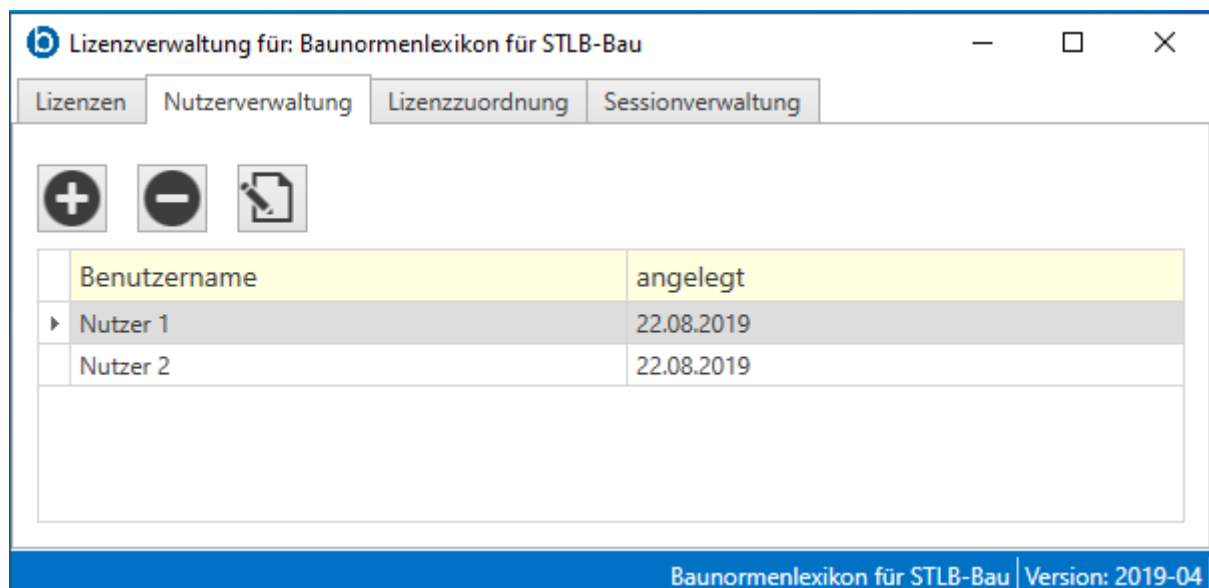 Lizenzverwaltung für: Baunormenlexikon für STLB-Bau
Lizenzen Nutzerverwaltung Lizenzzuordnung Sessionverwaltung
Benutzername angelegt
Nutzer 1 22.08.2019
Nutzer 2 22.08.2019
Baunormenlexikon für STLB-Bau Version: 2019-04